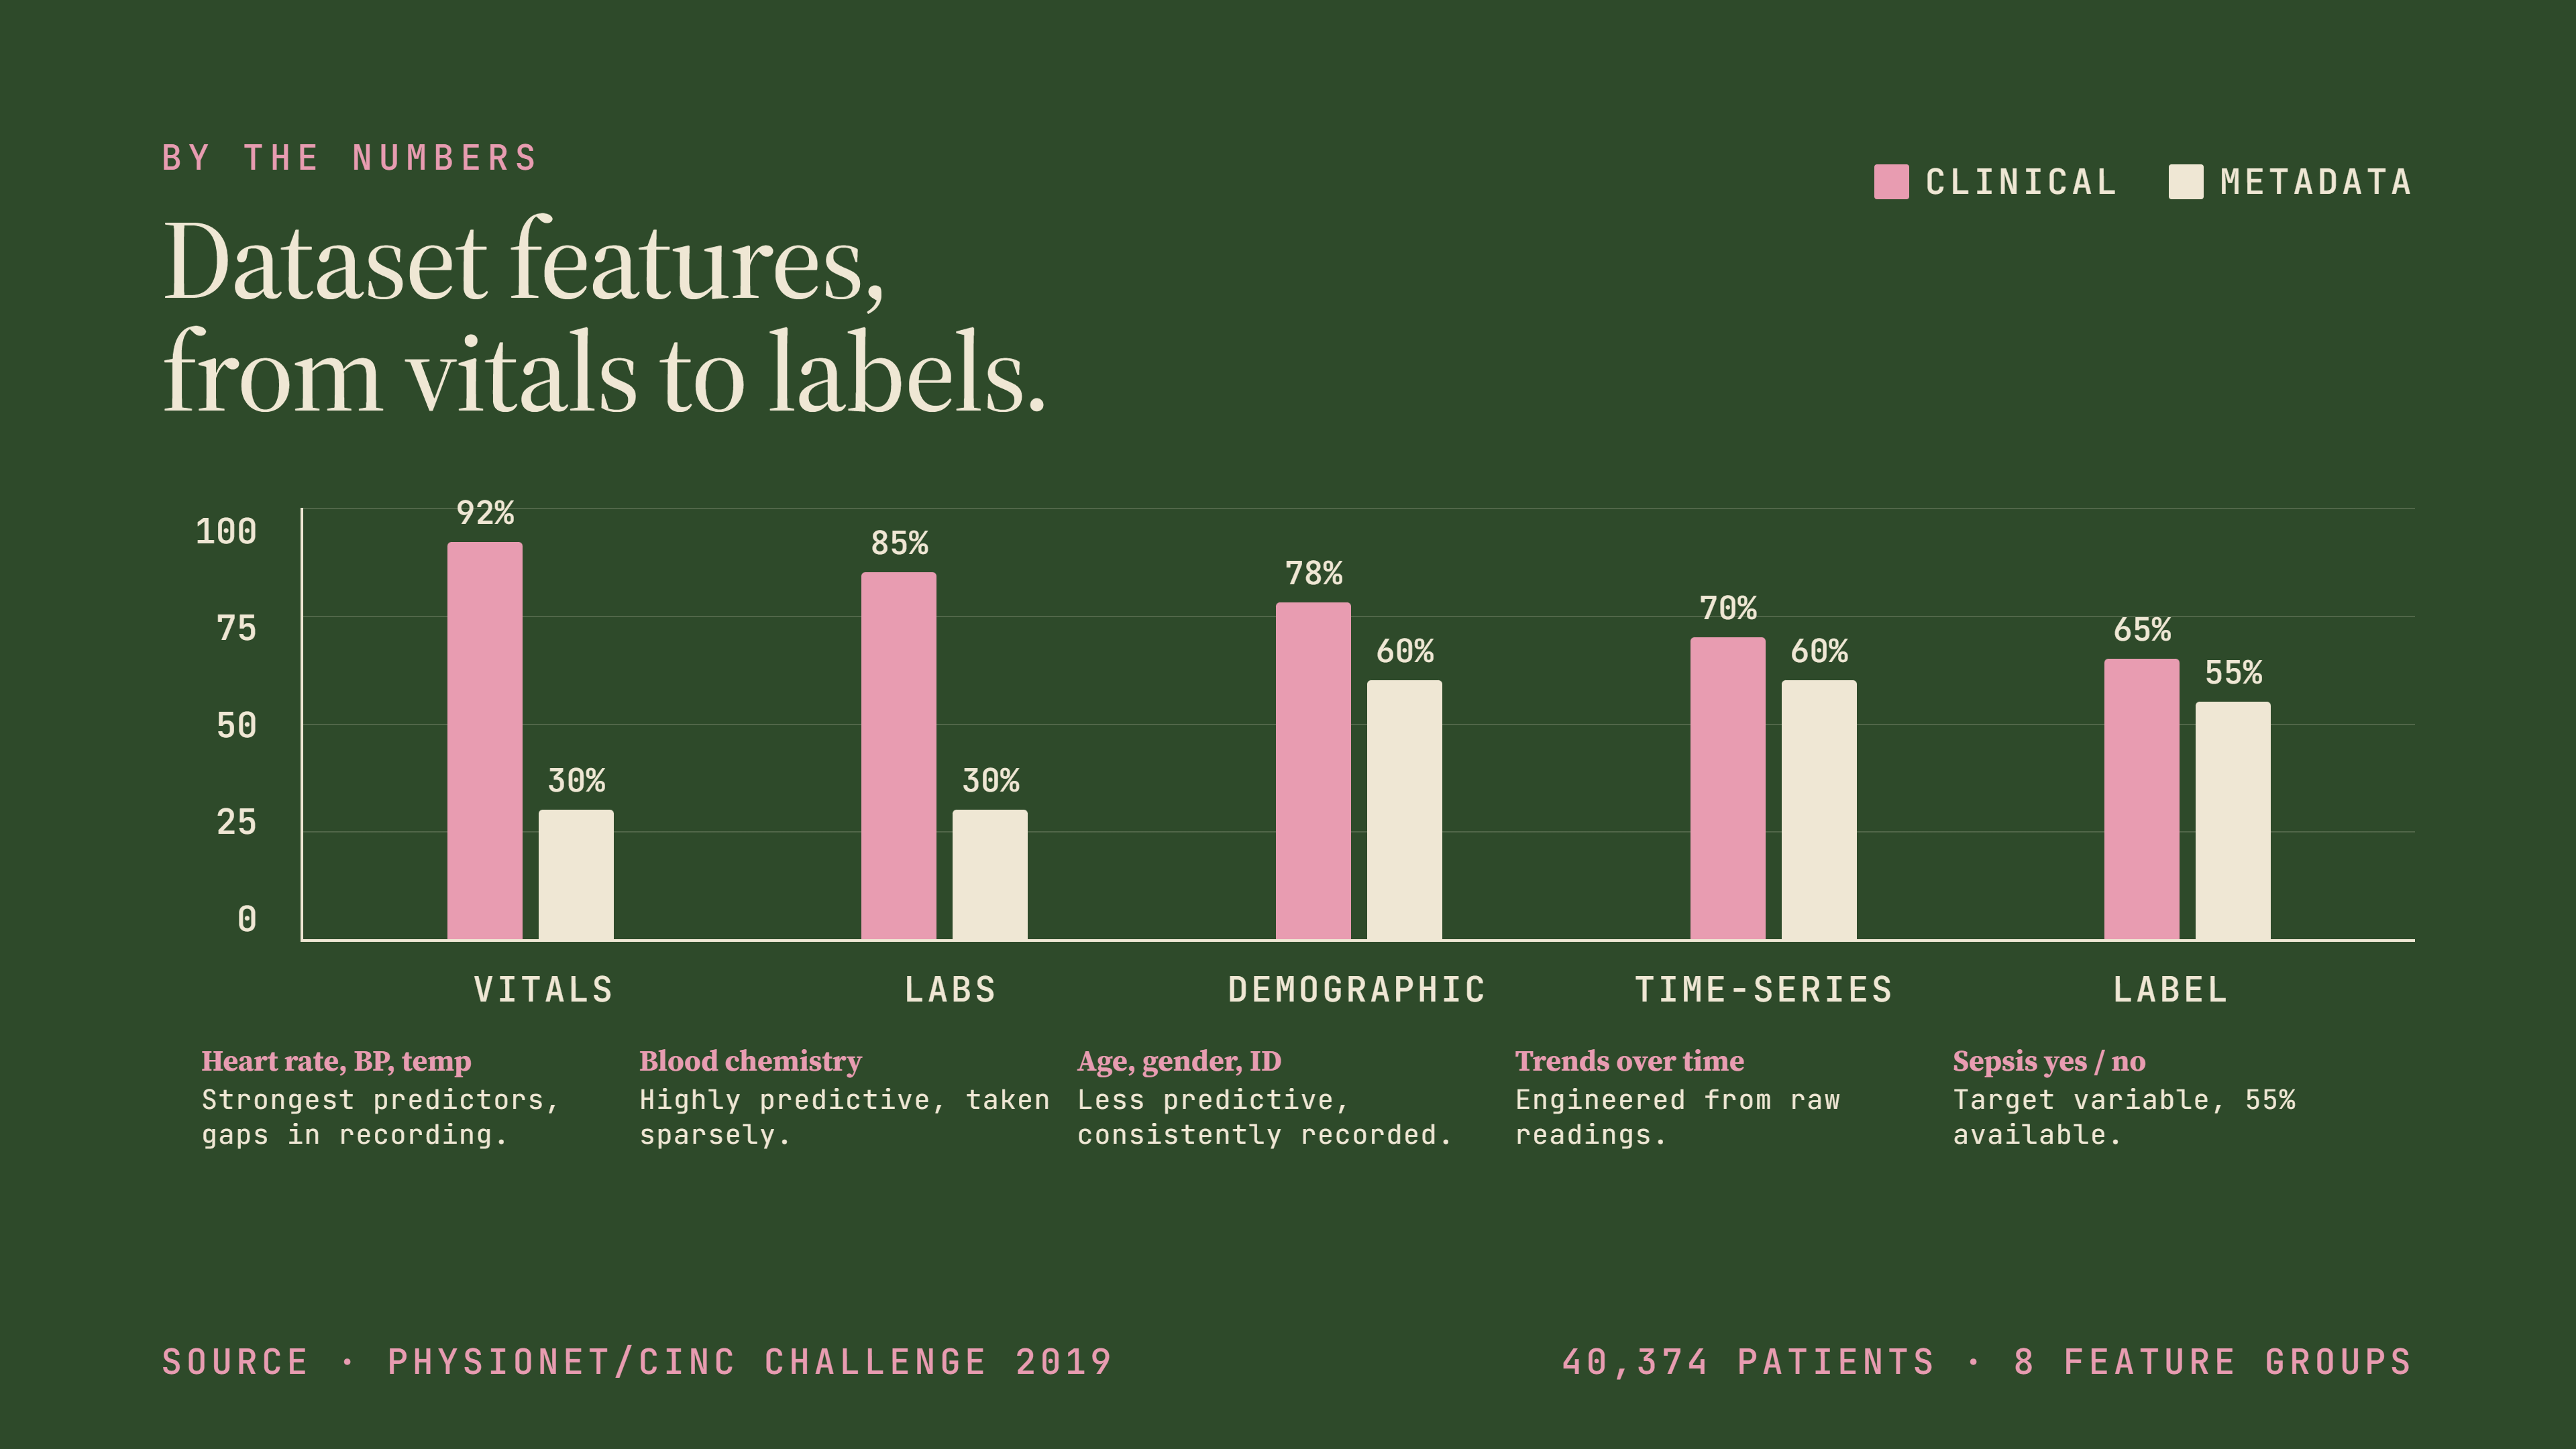 BY THE NUMBERS
CLINICAL
METADATA
Dataset features,
from vitals to labels.
100
75
50
25
0
92%
30%
85%
30%
78%
60%
70%
60%
65%
55%
VITALS
LABS
DEMOGRAPHIC
TIME-SERIES
LABEL
Heart rate, BP, temp
Strongest predictors,
gaps in recording.
Blood chemistry
Highly predictive, taken
sparsely.
Age, gender, ID
Less predictive,
consistently recorded.
Trends over time
Engineered from raw
readings.
Sepsis yes / no
Target variable, 55%
available.
SOURCE · PHYSIONET/CINC CHALLENGE 2019
40,374 PATIENTS · 8 FEATURE GROUPS